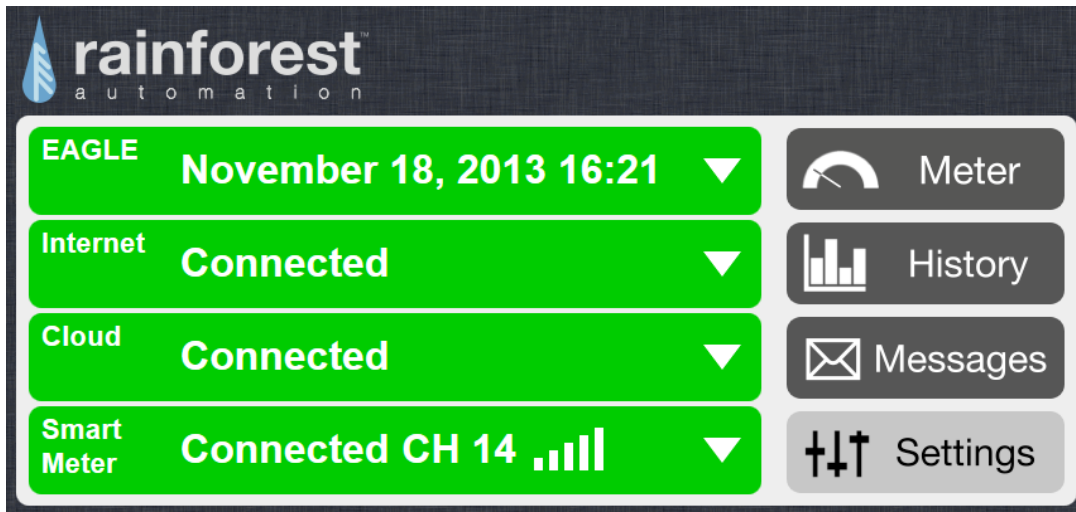 rainforest™
automation
EAGLE
November 18, 2013 16:21
Meter
Internet
Connected
History
Cloud
Connected
Messages
Smart
Meter
Connected CH 14
Settings